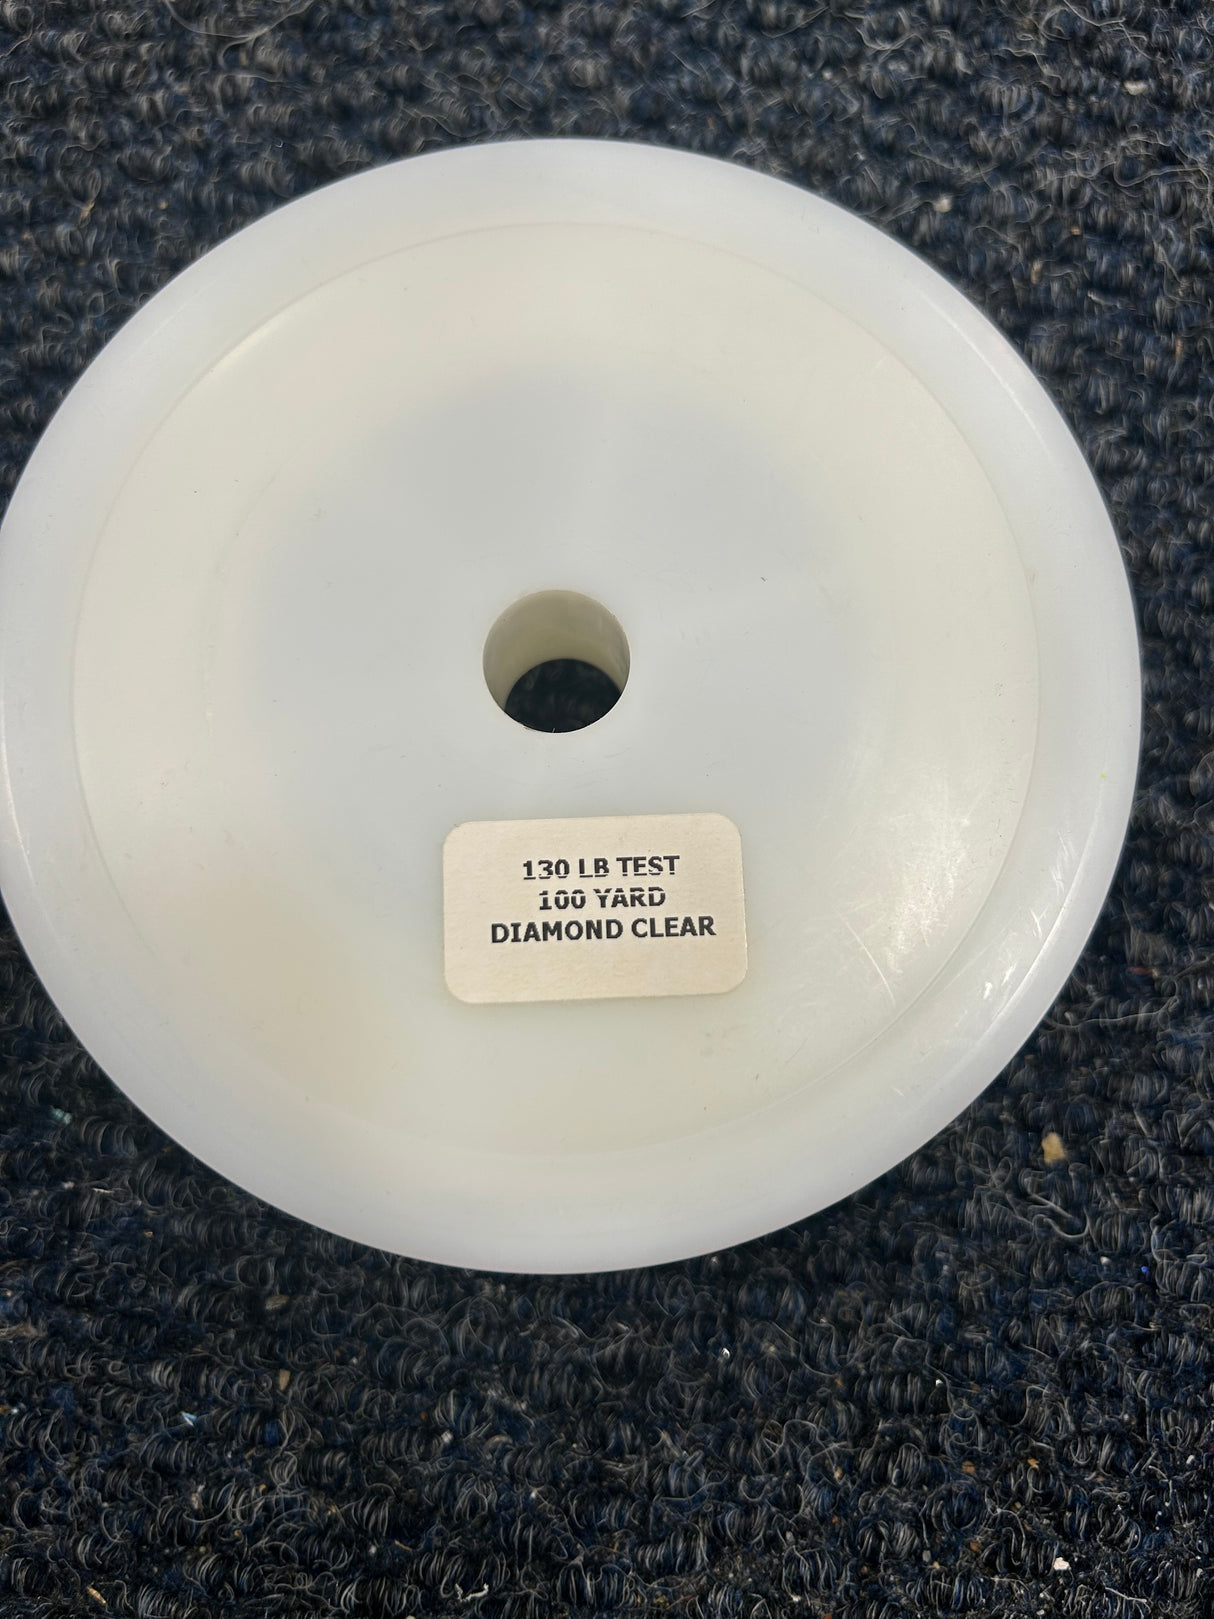 130 LB TEST
100 YARD
DIAMOND CLEAR